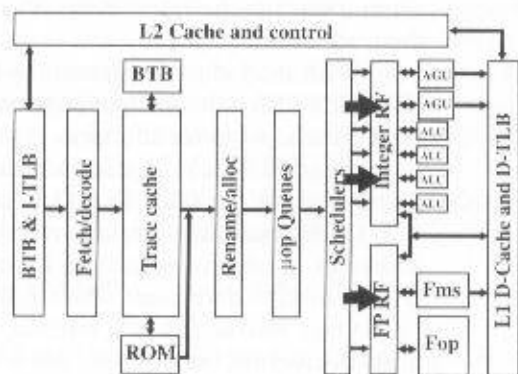 L2 Cache and control
BTB
BTB & I-TLB
Fetch/decode
Trace cache
ROM
Rename/alloc
µop Queues
Schedulers
Integer RF
FP RF
AGU
AGU
ALU
ALU
ALU
ALU
Fms
Fop
L1 D-Cache and D-TLB